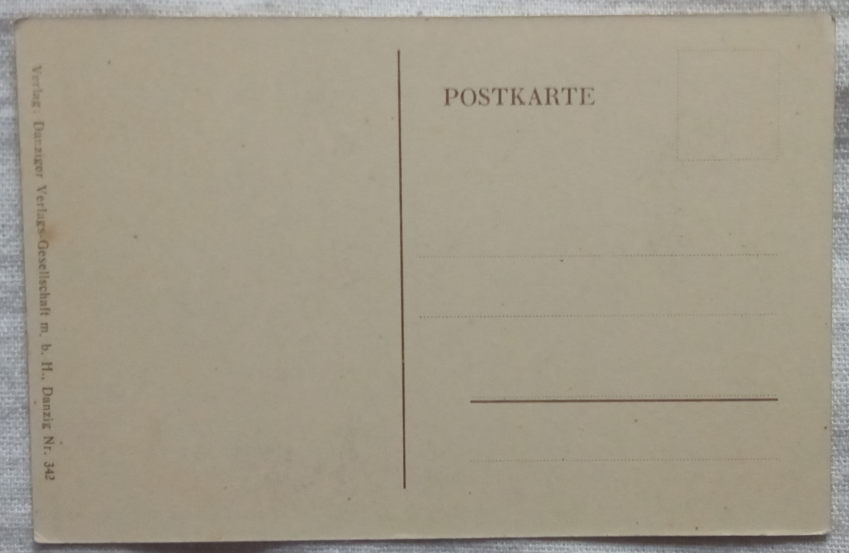 POSTKARTE
Verlag: Danziger Verlags-Gesellschaft m. b. H., Danzig Nr. 342